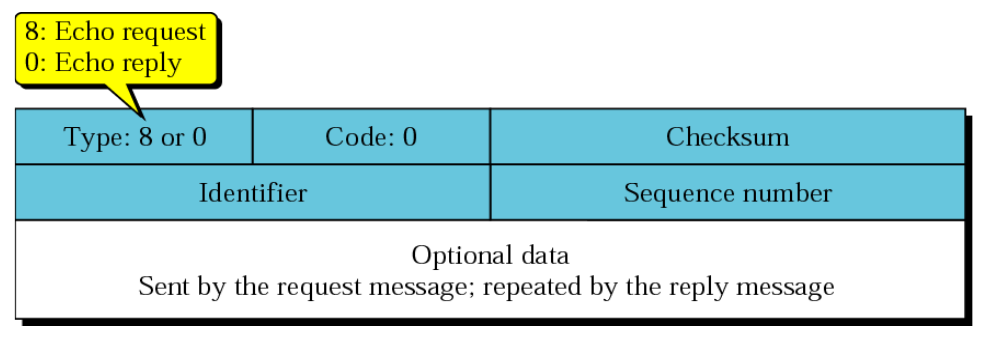 8: Echo request
0: Echo reply
Type: 8 or 0
Code: 0
Checksum
Identifier
Sequence number
Optional data
Sent by the request message; repeated by the reply message